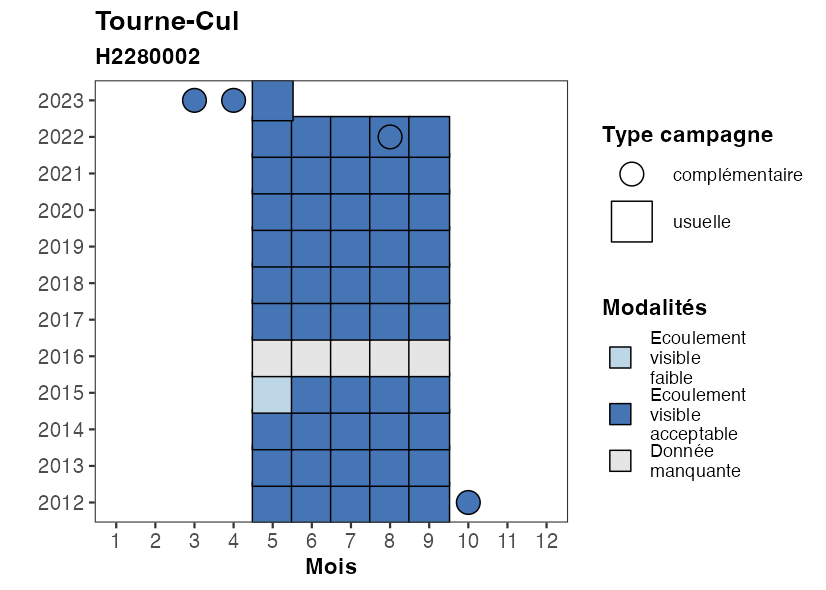 Tourne-Cul
H2280002
2023
2022
2021
2020
2019
2018
2017
2016
2015
2014
2013
2012
1 2 3 4 5 6 7 8 9 10 11 12
Mois
Type campagne
complémentaire
usuelle
Modalités
Ecoulement
visible
faible
Ecoulement
visible
acceptable
Donnée
manquante